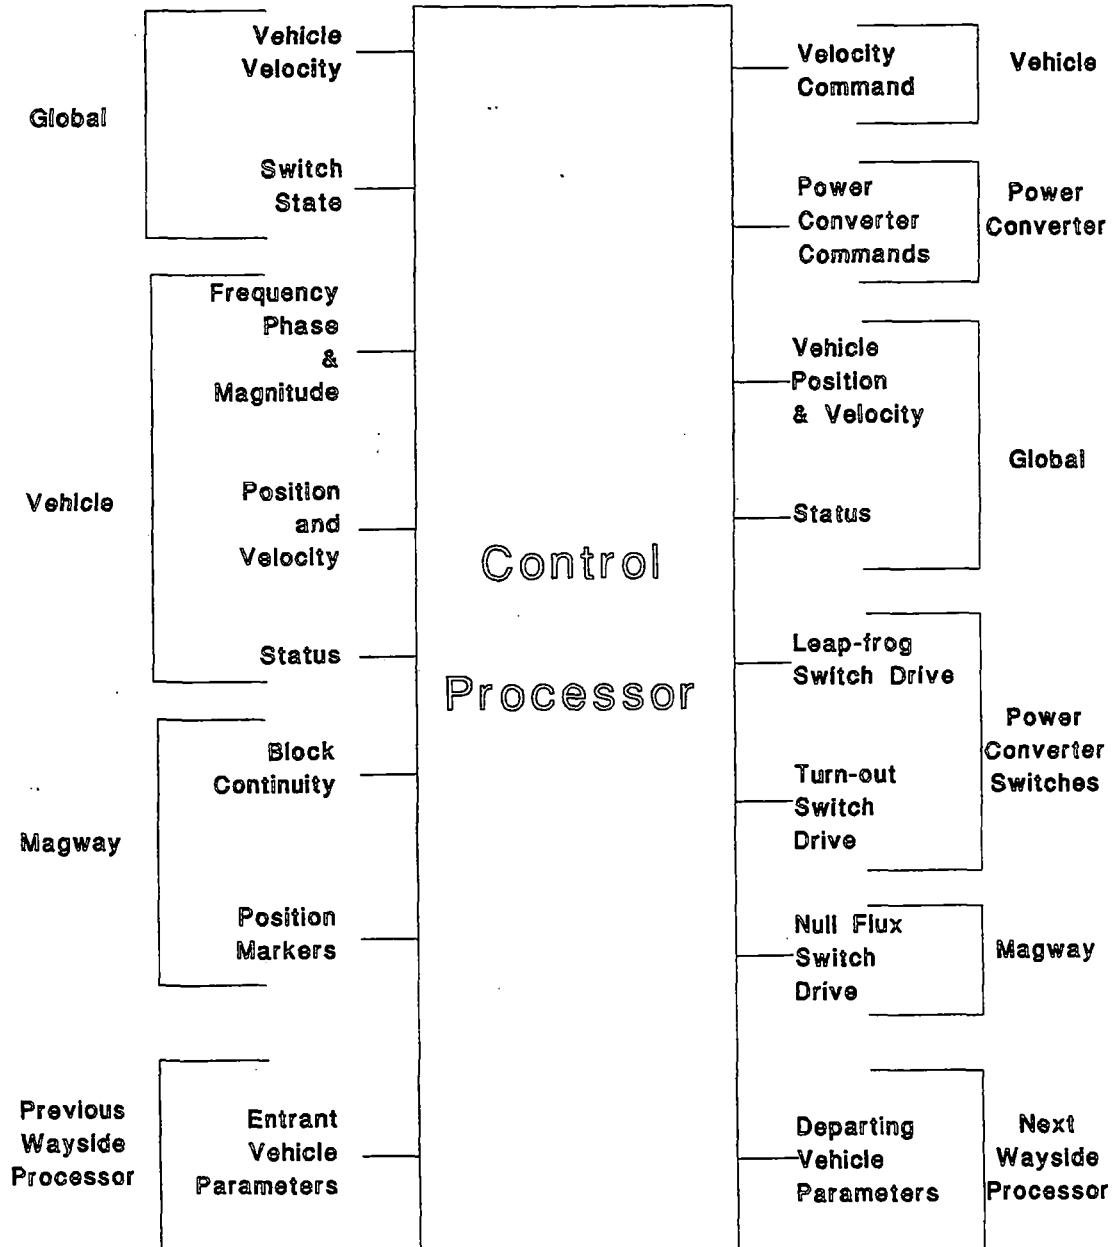 Global
Vehicle
Velocity
Switch
State
Vehicle
Frequency
Phase
&
Magnitude
Position
and
Velocity
Status
Magway
Block
Continuity
Position
Markers
Previous
Wayside
Processor
Entrant
Vehicle
Parameters
Control
Processor
Velocity
Command
Vehicle
Power
Converter
Commands
Power
Converter
Vehicle
Position
& Velocity
Status
Global
Leap-frog
Switch Drive
Turn-out
Switch
Drive
Power
Converter
Switches
Null Flux
Switch
Drive
Magway
Departing
Vehicle
Parameters
Next
Wayside
Processor